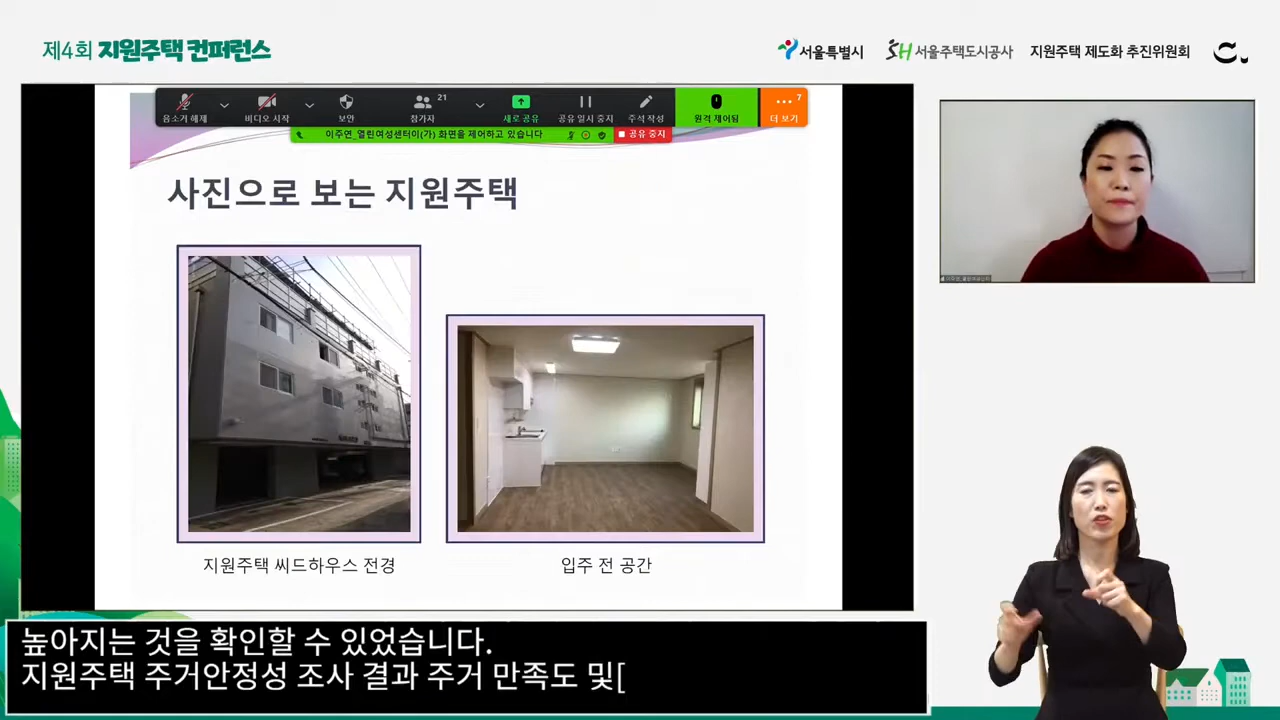 제4회 지원주택 컨퍼런스
서울특별시
SH 서울주택도시공사
지원주택 제도화 추진위원회
음소거 해제
비디오 시작
보안
21
참가자
새로 공유
공유 일시 중지
주석 작성
원격 제어됨
7
더 보기
이주연_열린여성센터이(가) 화면을 제어하고 있습니다
공유 중지
사진으로 보는 지원주택
지원주택 씨드하우스 전경
입주 전 공간
높아지는 것을 확인할 수 있었습니다.
지원주택 주거안정성 조사 결과 주거 만족도 및[